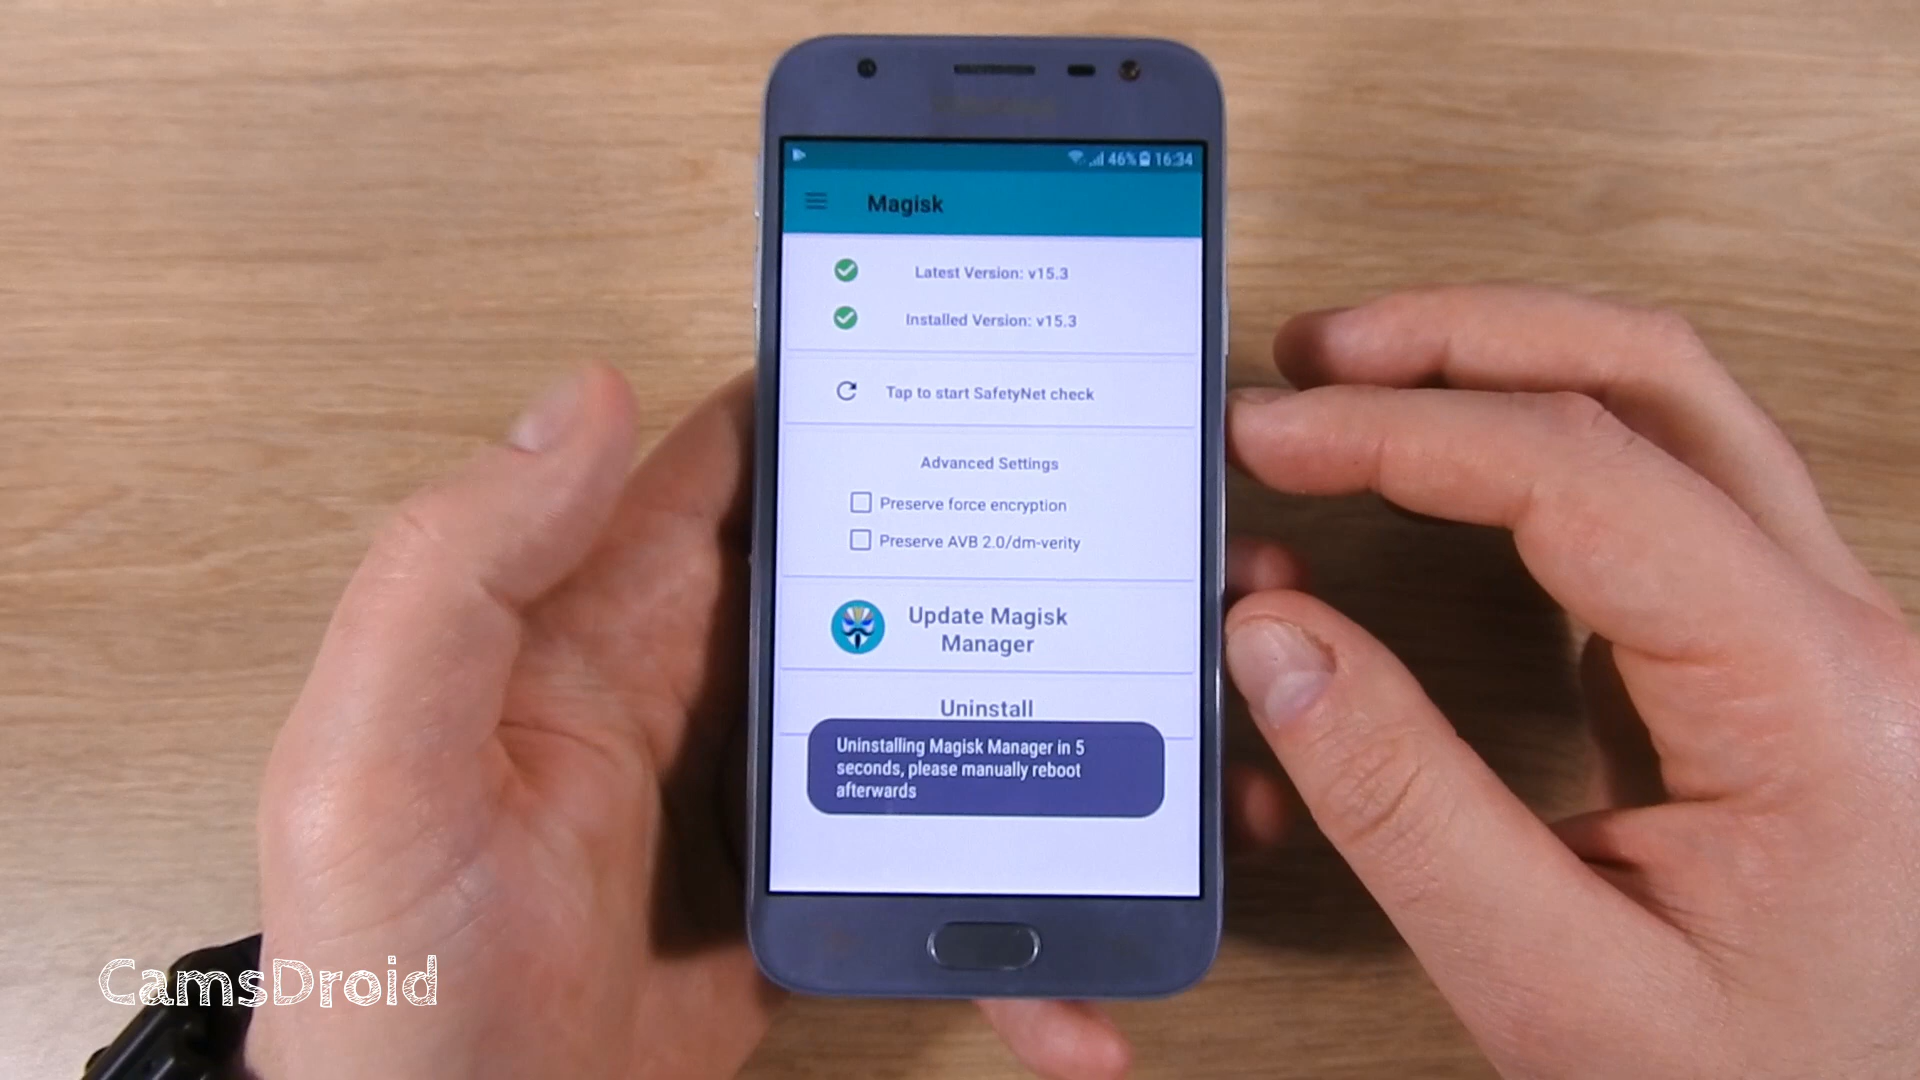 46% 16:34
Magisk
Latest Version: v15.3
Installed Version: v15.3
Tap to start SafetyNet check
Advanced Settings
Preserve force encryption
Preserve AVB 2.0/dm-verity
Update Magisk
Manager
Uninstall
Uninstalling Magisk Manager in 5
seconds, please manually reboot
afterwards
CamsDroid